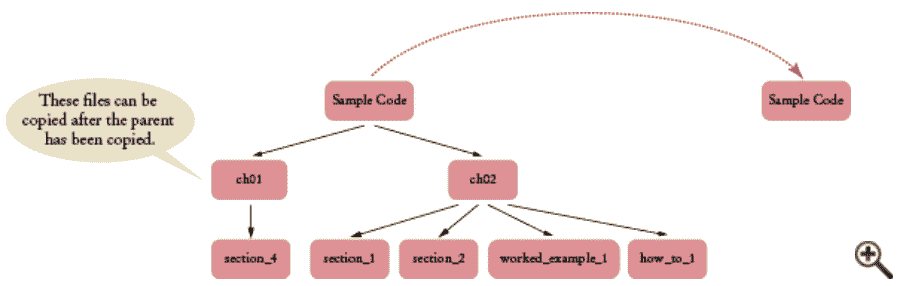 Sample Code
Sample Code
These files can be
copied after the parent
has been copied.
ch01
ch02
section_4
section_1
section_2
worked_example_1
how_to_1